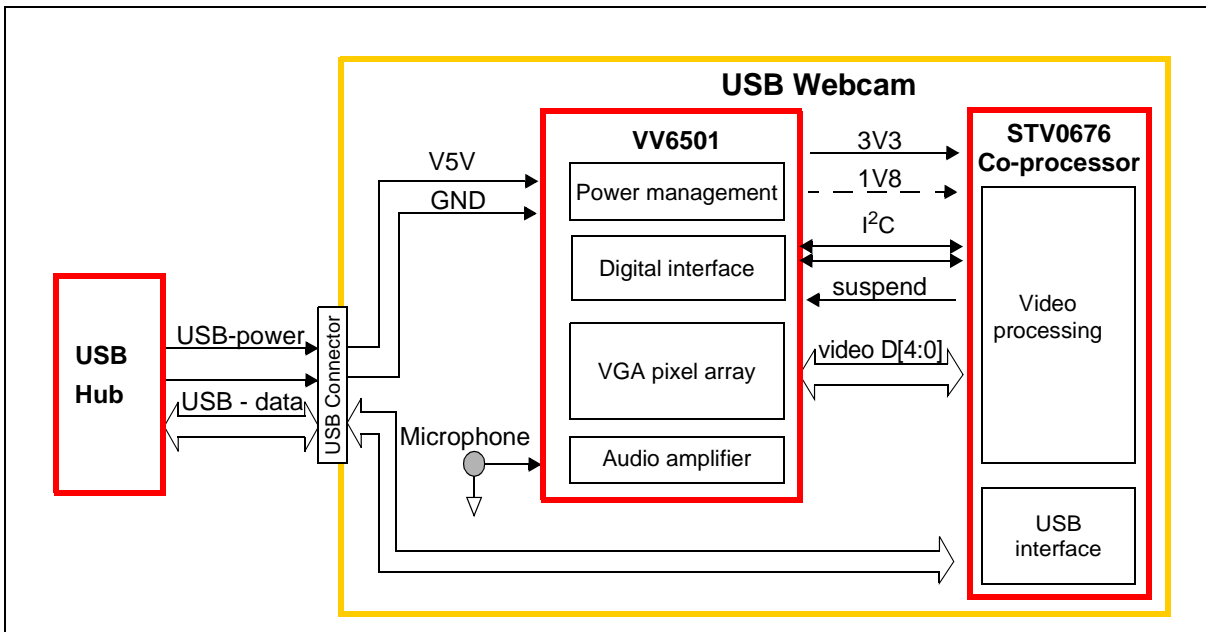 USB Webcam
VV6501
STV0676
Co-processor
V5V
GND
Power management
3V3
1V8
I²C
Digital interface
suspend
Video
processing
USB
Hub
USB-power
USB - data
USB Connector
VGA pixel array
video D[4:0]
Microphone
Audio amplifier
USB
interface